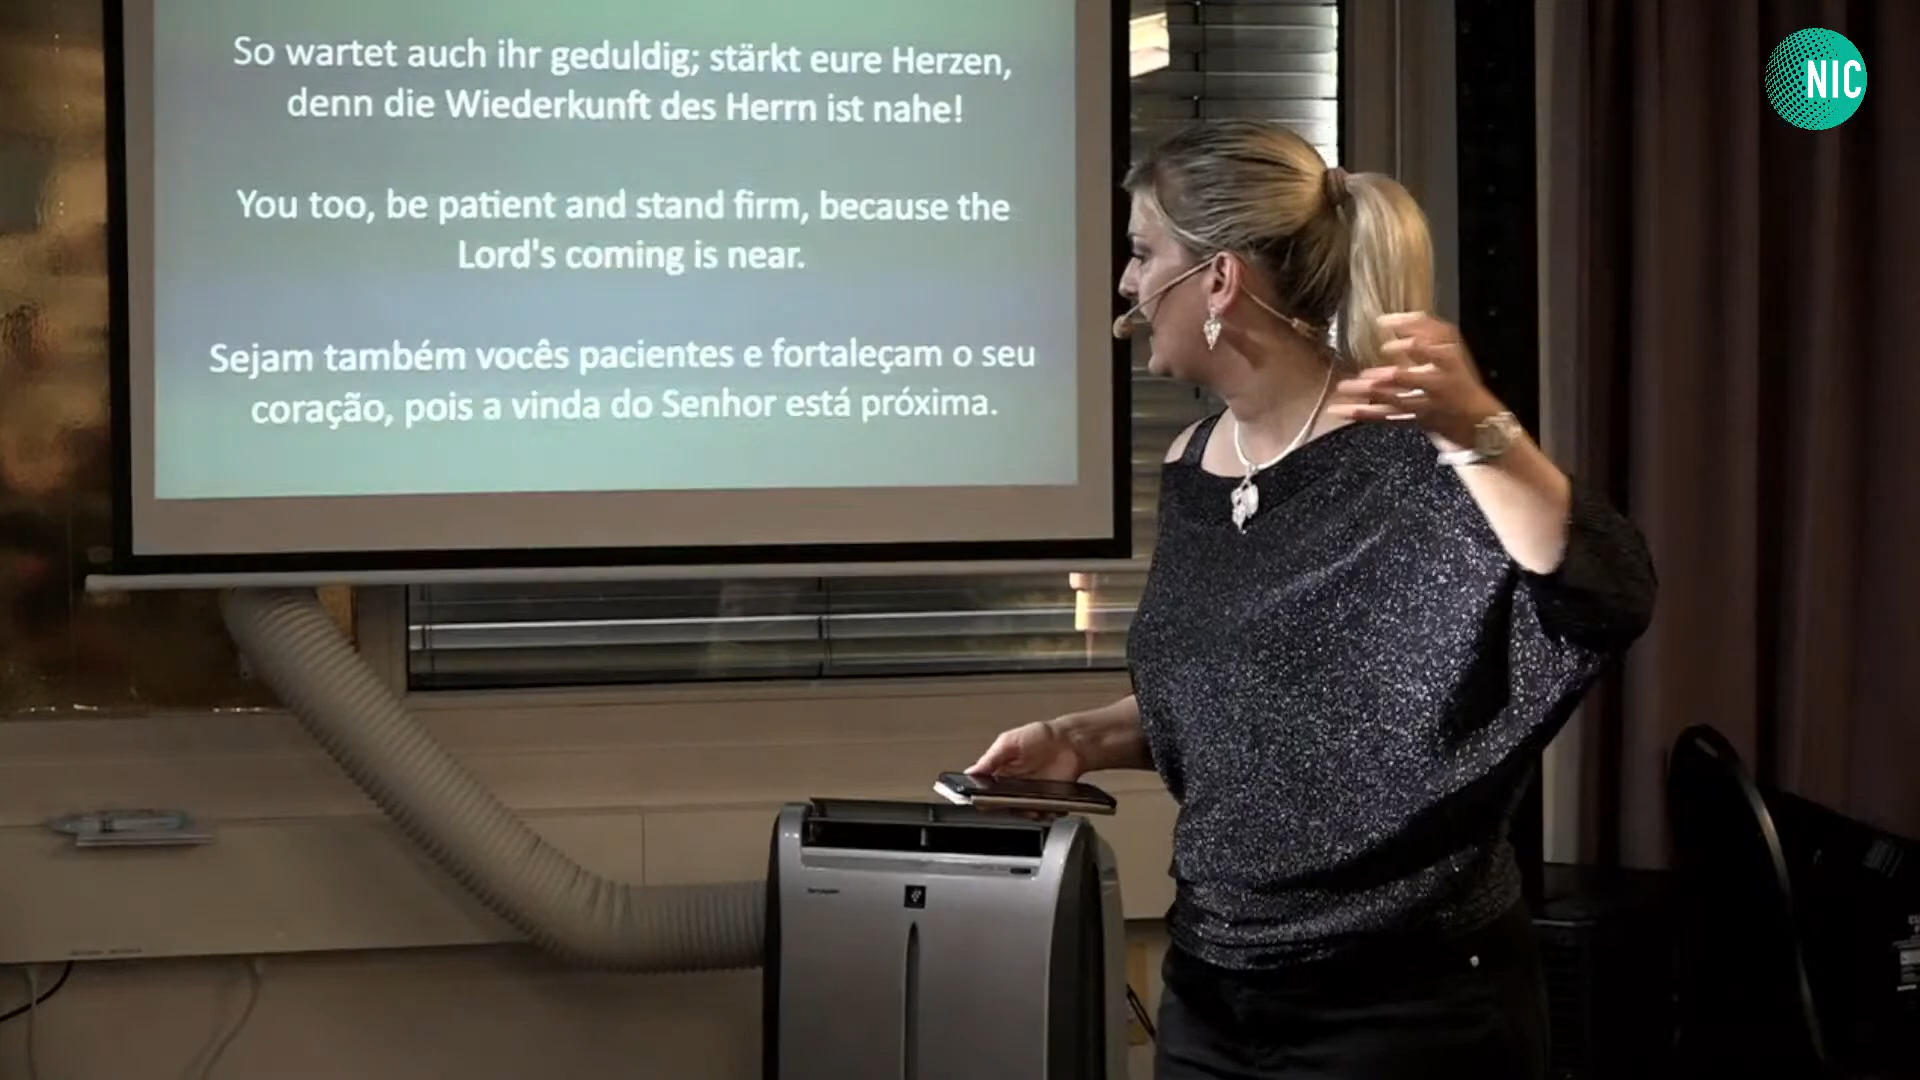 NIC
So wartet auch ihr geduldig; stärkt eure Herzen,
denn die Wiederkunft des Herrn ist nahe!
You too, be patient and stand firm, because the
Lord's coming is near.
Sejam também vocês pacientes e fortaleçam o seu
coração, pois a vinda do Senhor está próxima.